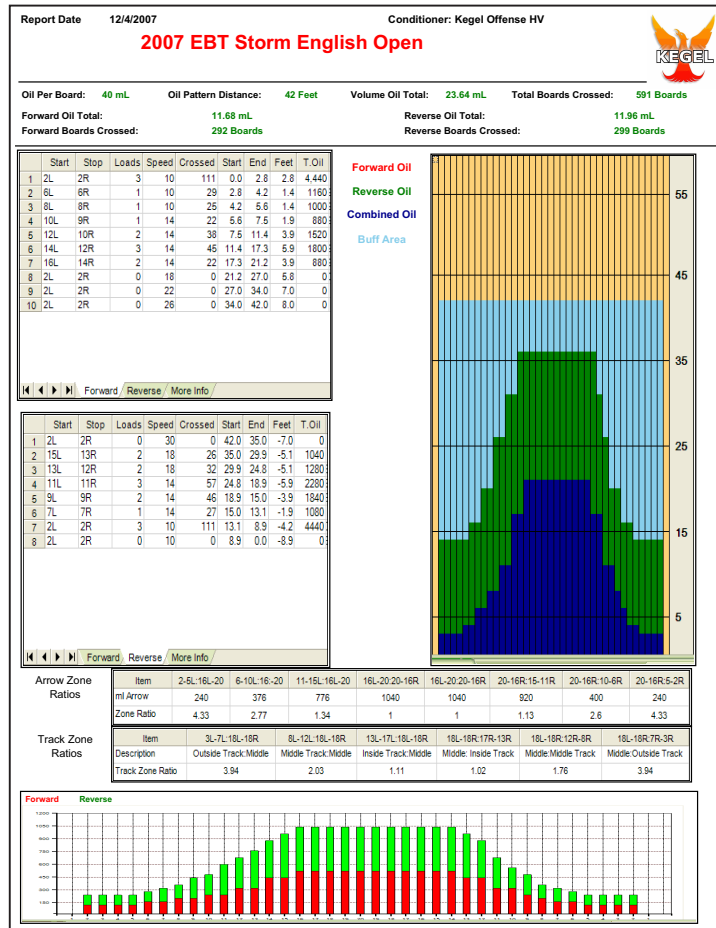 Report Date 12/4/2007 Conditioner: Kegel Offense HV
2007 EBT Storm English Open
KEGEL
Oil Per Board: 40 mL Oil Pattern Distance: 42 Feet Volume Oil Total: 23.64 mL Total Boards Crossed: 591 Boards
Forward Oil Total: 11.68 mL Reverse Oil Total: 11.96 mL
Forward Boards Crossed: 292 Boards Reverse Boards Crossed: 299 Boards
Start Stop Loads Speed Crossed Start End Feet T.Oil
1 2L 2R 3 10 111 0.0 2.8 2.8 4,440
2 6L 6R 1 10 29 2.8 4.2 1.4 1160
3 8L 8R 1 10 25 4.2 5.6 1.4 1000
4 10L 9R 1 14 22 5.6 7.5 1.9 880
5 12L 10R 2 14 38 7.5 11.4 3.9 1520
6 14L 12R 3 14 45 11.4 17.3 5.9 1800
7 16L 14R 2 14 22 17.3 21.2 3.9 880
8 2L 2R 0 18 0 21.2 27.0 5.8 0
9 2L 2R 0 22 0 27.0 34.0 7.0 0
10 2L 2R 0 26 0 34.0 42.0 8.0 0
Forward Reverse More Info
Start Stop Loads Speed Crossed Start End Feet T.Oil
1 2L 2R 0 30 0 42.0 35.0 -7.0 0
2 15L 13R 2 18 26 35.0 29.9 -5.1 1040
3 13L 12R 2 18 32 29.9 24.8 -5.1 1280
4 11L 11R 3 14 57 24.8 18.9 -5.9 2280
5 9L 9R 2 14 46 18.9 15.0 -3.9 1840
6 7L 7R 1 14 27 15.0 13.1 -1.9 1080
7 2L 2R 3 10 111 13.1 8.9 -4.2 4440
8 2L 2R 0 10 0 8.9 0.0 -8.9 0
Forward Reverse More Info
Forward Oil
Reverse Oil
Combined Oil
Buff Area
55
45
35
25
15
5
Arrow Zone
Ratios
Item 2-5L:16L-20 6-10L:16L-20 11-15L:16L-20 16L-20:20-16R 16L-20:20-16R 20-16R:15-11R 20-16R:10-6R 20-16R:5-2R
ml Arrow 240 376 776 1040 1040 920 400 240
Zone Ratio 4.33 2.77 1.34 1 1 1.13 2.6 4.33
Track Zone
Ratios
Item 3L-7L:18L-18R 8L-12L:18L-18R 13L-17L:18L-18R 18L-18R:17R-13R 18L-18R:12R-8R 18L-18R:7R-3R
Description Outside Track:Middle Middle Track:Middle Inside Track:Middle MIddle: Inside Track Middle:Middle Track Middle:Outside Track
Track Zone Ratio 3.94 2.03 1.11 1.02 1.76 3.94
Forward Reverse
1200
1050
900
750
600
450
300
150